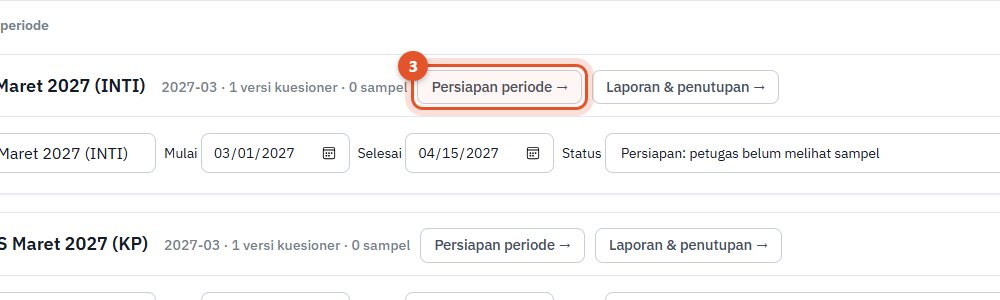 periode
Maret 2027 (INTI) 2027-03 · 1 versi kuesioner · 0 sampel 3 Persiapan periode → Laporan & penutupan →
Maret 2027 (INTI) Mulai 03/01/2027 Selesai 04/15/2027 Status Persiapan: petugas belum melihat sampel
S Maret 2027 (KP) 2027-03 · 1 versi kuesioner · 0 sampel Persiapan periode → Laporan & penutupan →